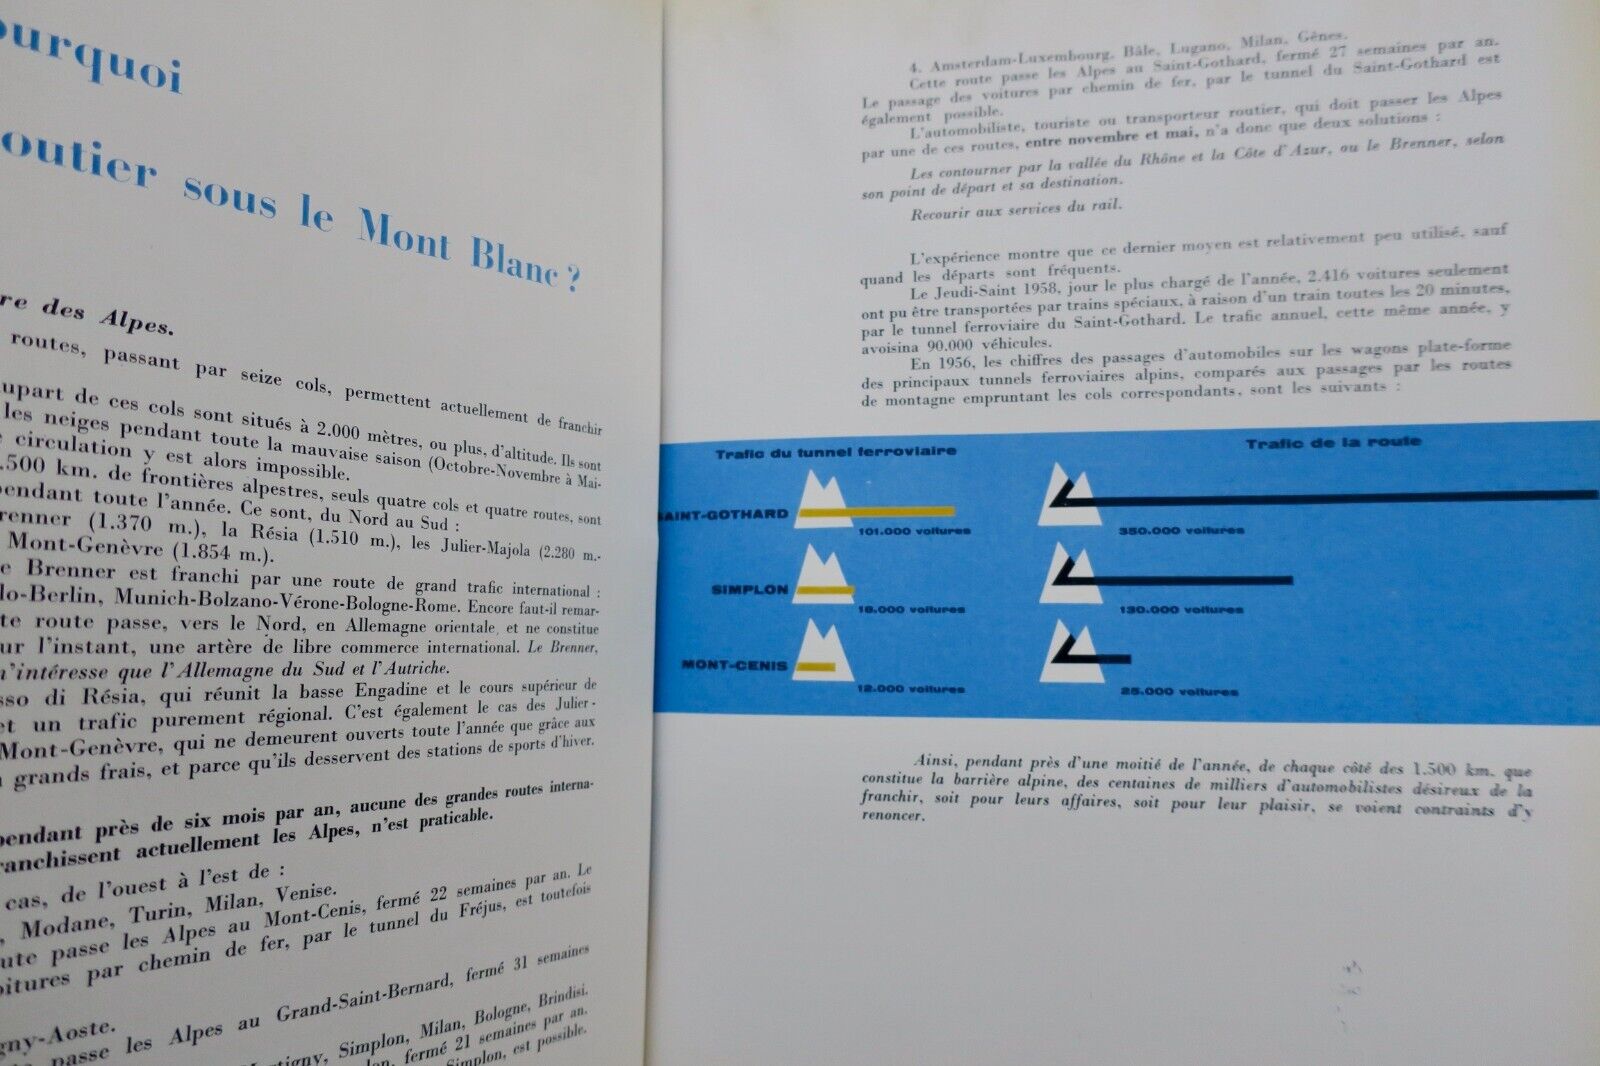 ourquoi
outier sous le Mont Blanc ?
re des Alpes.
routes, passant par seize cols, permettent actuellement de franchir
upart de ces cols sont situés à 2.000 mètres, ou plus, d'altitude. Ils sont
les neiges pendant toute la mauvaise saison (Octobre-Novembre à Mai-
circulation y est alors impossible.
.500 km. de frontières alpestres, seuls quatre cols et quatre routes, sont
pendant toute l'année. Ce sont, du Nord au Sud :
renner (1.370 m.), la Résia (1.510 m.), les Julier-Majola (2.280 m.-
Mont-Genèvre (1.854 m.).
e Brenner est franchi par une route de grand trafic international :
lo-Berlin, Munich-Bolzano-Vérone-Bologne-Rome. Encore faut-il remar-
te route passe, vers le Nord, en Allemagne orientale, et ne constitue
ur l'instant, une artère de libre commerce international. Le Brenner,
n'intéresse que l'Allemagne du Sud et l'Autriche.
sso di Résia, qui réunit la basse Engadine et le cours supérieur de
et un trafic purement régional. C'est également le cas des Julier-
Mont-Genèvre, qui ne demeurent ouverts toute l'année que grâce aux
grands frais, et parce qu'ils desservent des stations de sports d'hiver.
pendant près de six mois par an, aucune des grandes routes interna-
ranchissent actuellement les Alpes, n'est praticable.
cas, de l'ouest à l'est de :
, Modane, Turin, Milan, Venise.
ute passe les Alpes au Mont-Cenis, fermé 22 semaines par an. Le
oitures par chemin de fer, par le tunnel du Fréjus, est toutefois
gny-Aoste.
passe les Alpes au Grand-Saint-Bernard, fermé 31 semaines
rtigny, Simplon, Milan, Bologne, Brindisi.
lon, fermé 21 semaines par an.
Simplon, est possible.
4. Amsterdam-Luxembourg, Bâle, Lugano, Milan, Gênes.
Cette route passe les Alpes au Saint-Gothard, fermé 27 semaines par an.
Le passage des voitures par chemin de fer, par le tunnel du Saint-Gothard est
également possible.
L'automobiliste, touriste ou transporteur routier, qui doit passer les Alpes
par une de ces routes, entre novembre et mai, n'a donc que deux solutions :
Les contourner par la vallée du Rhône et la Côte d'Azur, ou le Brenner, selon
son point de départ et sa destination.
Recourir aux services du rail.
L'expérience montre que ce dernier moyen est relativement peu utilisé, sauf
quand les départs sont fréquents.
Le Jeudi-Saint 1958, jour le plus chargé de l'année, 2.416 voitures seulement
ont pu être transportées par trains spéciaux, à raison d'un train toutes les 20 minutes,
par le tunnel ferroviaire du Saint-Gothard. Le trafic annuel, cette même année, y
avoisina 90.000 véhicules.
En 1956, les chiffres des passages d'automobiles sur les wagons plate-forme
des principaux tunnels ferroviaires alpins, comparés aux passages par les routes
de montagne empruntant les cols correspondants, sont les suivants :
Trafic du tunnel ferroviaire
Trafic de la route
SAINT-GOTHARD
101.000 voitures
350.000 voitures
SIMPLON
18.000 voitures
130.000 voitures
MONT-CENIS
12.000 voitures
25.000 voitures
Ainsi, pendant près d'une moitié de l'année, de chaque côté des 1.500 km. que
constitue la barrière alpine, des centaines de milliers d'automobilistes désireux de la
franchir, soit pour leurs affaires, soit pour leur plaisir, se voient contraints d'y
renoncer.